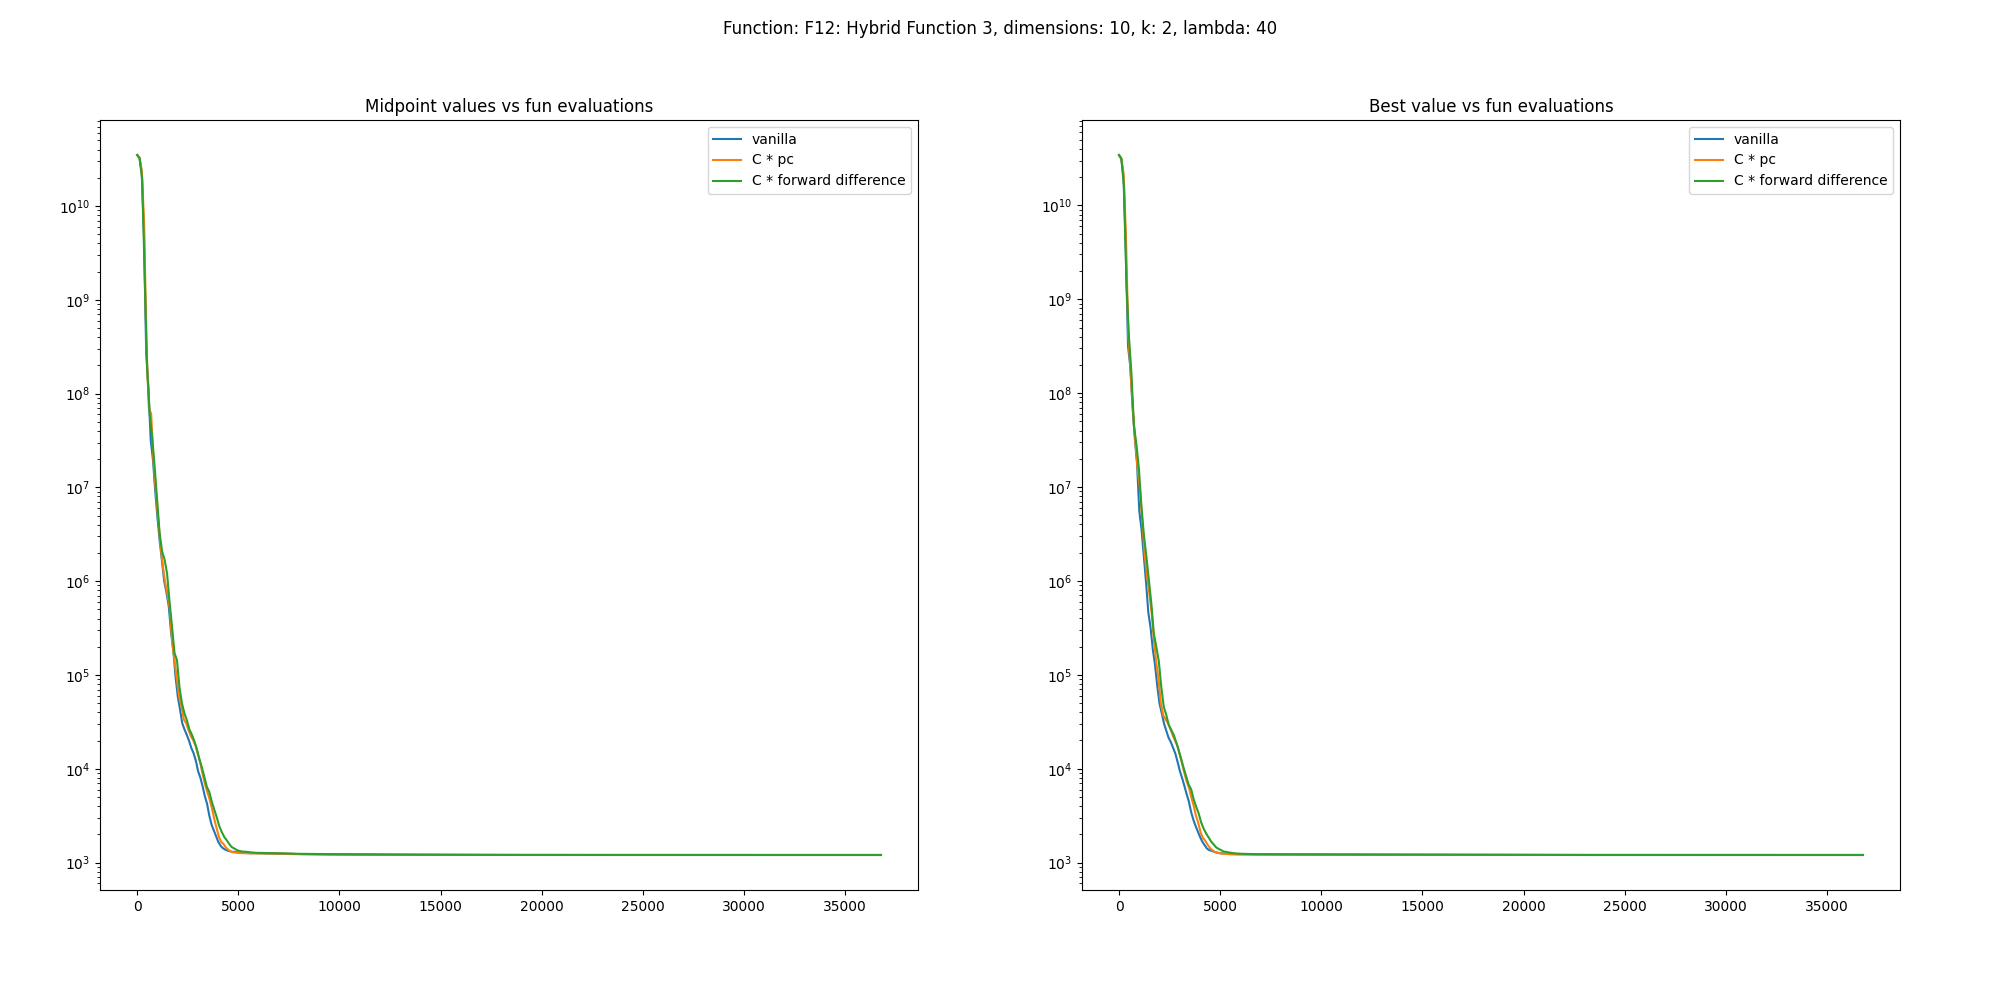 Function: F12: Hybrid Function 3, dimensions: 10, k: 2, lambda: 40
Midpoint values vs fun evaluations
vanilla
C * pc
C * forward difference
10^10
10^9
10^8
10^7
10^6
10^5
10^4
10^3
0 5000 10000 15000 20000 25000 30000 35000
Best value vs fun evaluations
vanilla
C * pc
C * forward difference
10^10
10^9
10^8
10^7
10^6
10^5
10^4
10^3
0 5000 10000 15000 20000 25000 30000 35000